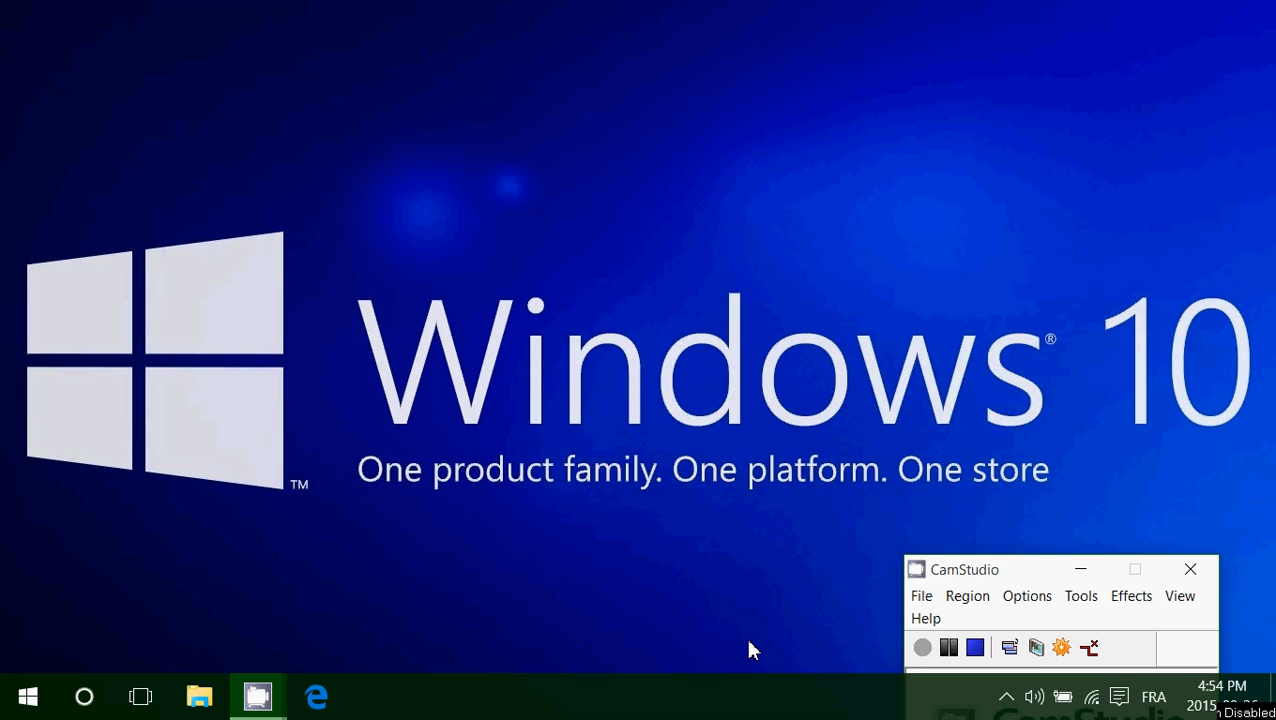 Windows® 10
TM
One product family. One platform. One store
CamStudio
File Region Options Tools Effects View
Help
FRA
4:54 PM
Disabled